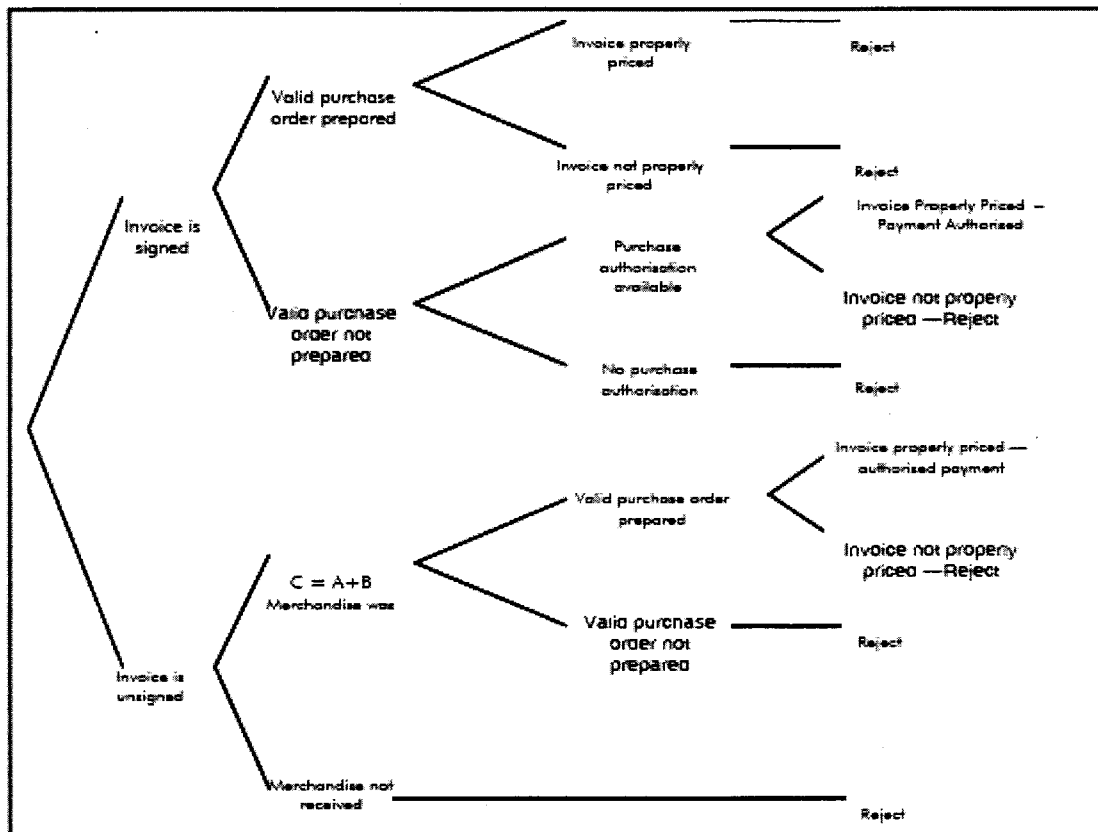 Invoice properly
priced
Reject
Valid purchase
order prepared
Invoice not properly
priced
Reject
Invoice is
signed
Purchase
authorisation
available
Invoice Properly Priced –
Payment Authorised
Invoice not properly
priced —Reject
Valid purchase
order not
prepared
No purchase
authorisation
Reject
Invoice properly priced —
authorised payment
Valid purchase order
prepared
Invoice not properly
priced —Reject
C = A+B
Merchandise was
Valid purchase
order not
prepared
Reject
Invoice is
unsigned
Merchandise not
received
Reject